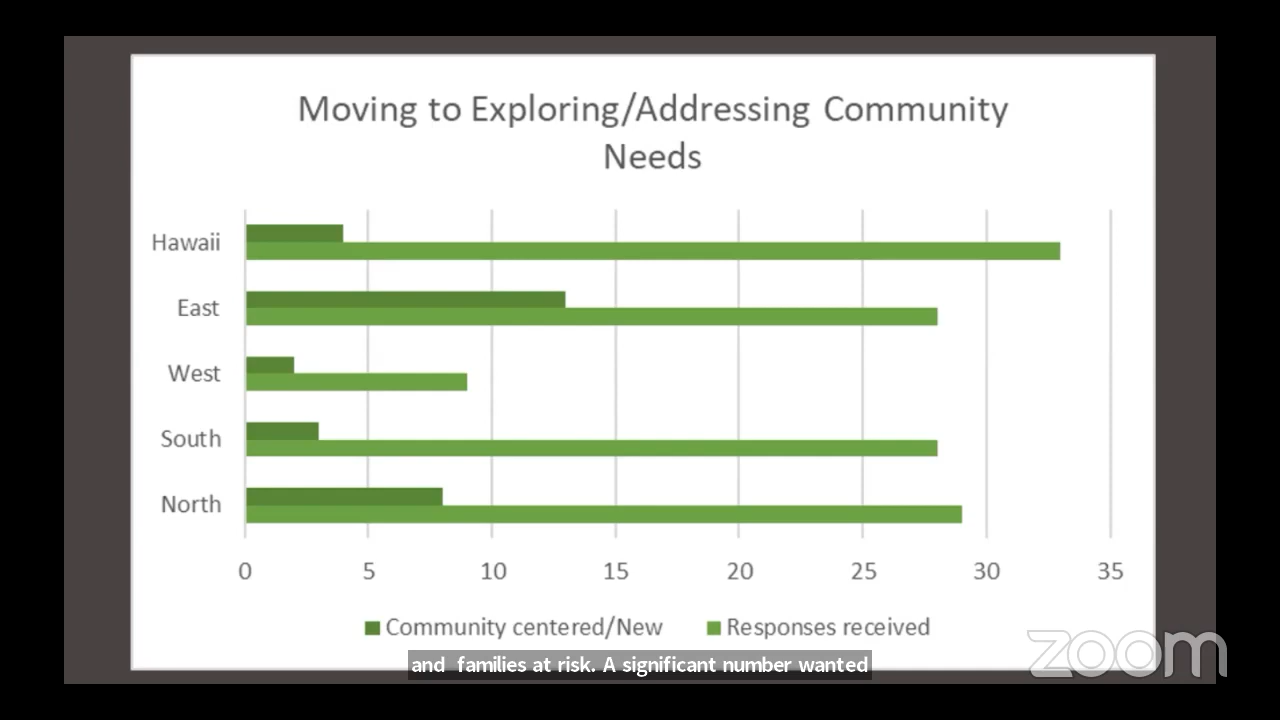 Moving to Exploring/Addressing Community
Needs
Hawaii
East
West
South
North
0 5 10 15 20 25 30 35
Community centered/New Responses received
and families at risk. A significant number wanted
zoom